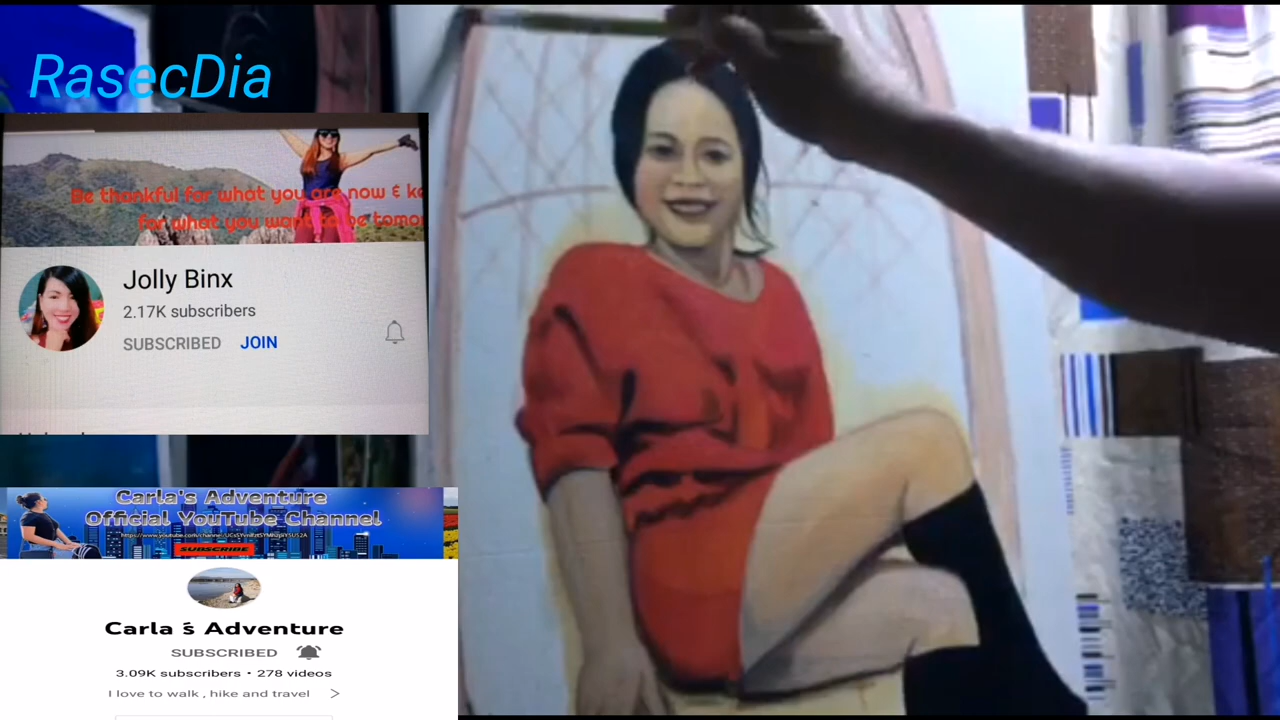 RasecDia
Be thankful for what you are now & ke
for what you want to be tomor
Jolly Binx
2.17K subscribers
SUBSCRIBED JOIN
Carla's Adventure
Official YouTube Channel
SUBSCRIBE
Carla ś Adventure
SUBSCRIBED
3.09K subscribers • 278 videos
I love to walk , hike and travel >